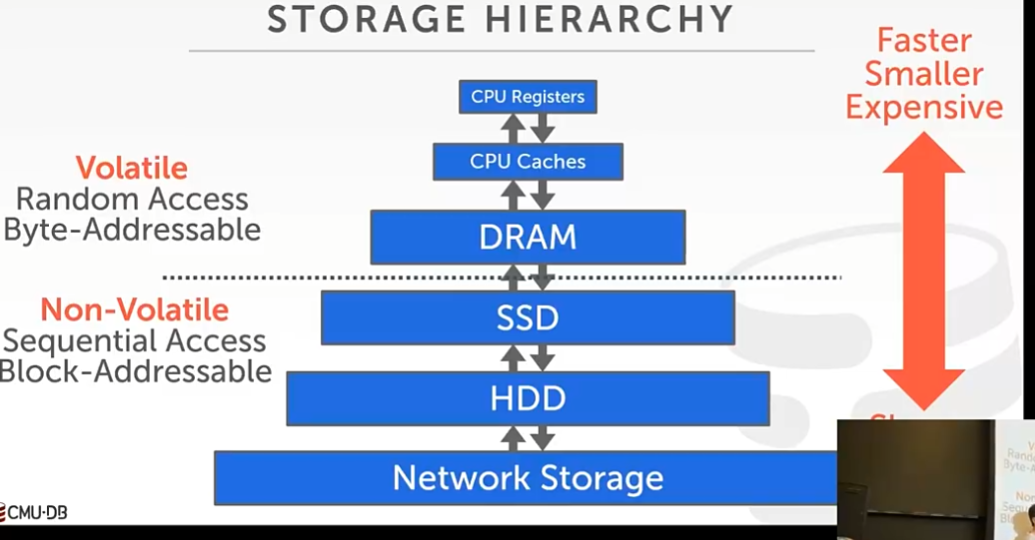 STORAGE HIERARCHY
Faster
Smaller
Expensive
CPU Registers
CPU Caches
Volatile
Random Access
Byte-Addressable
DRAM
Non-Volatile
Sequential Access
Block-Addressable
SSD
HDD
Network Storage
CMU·DB